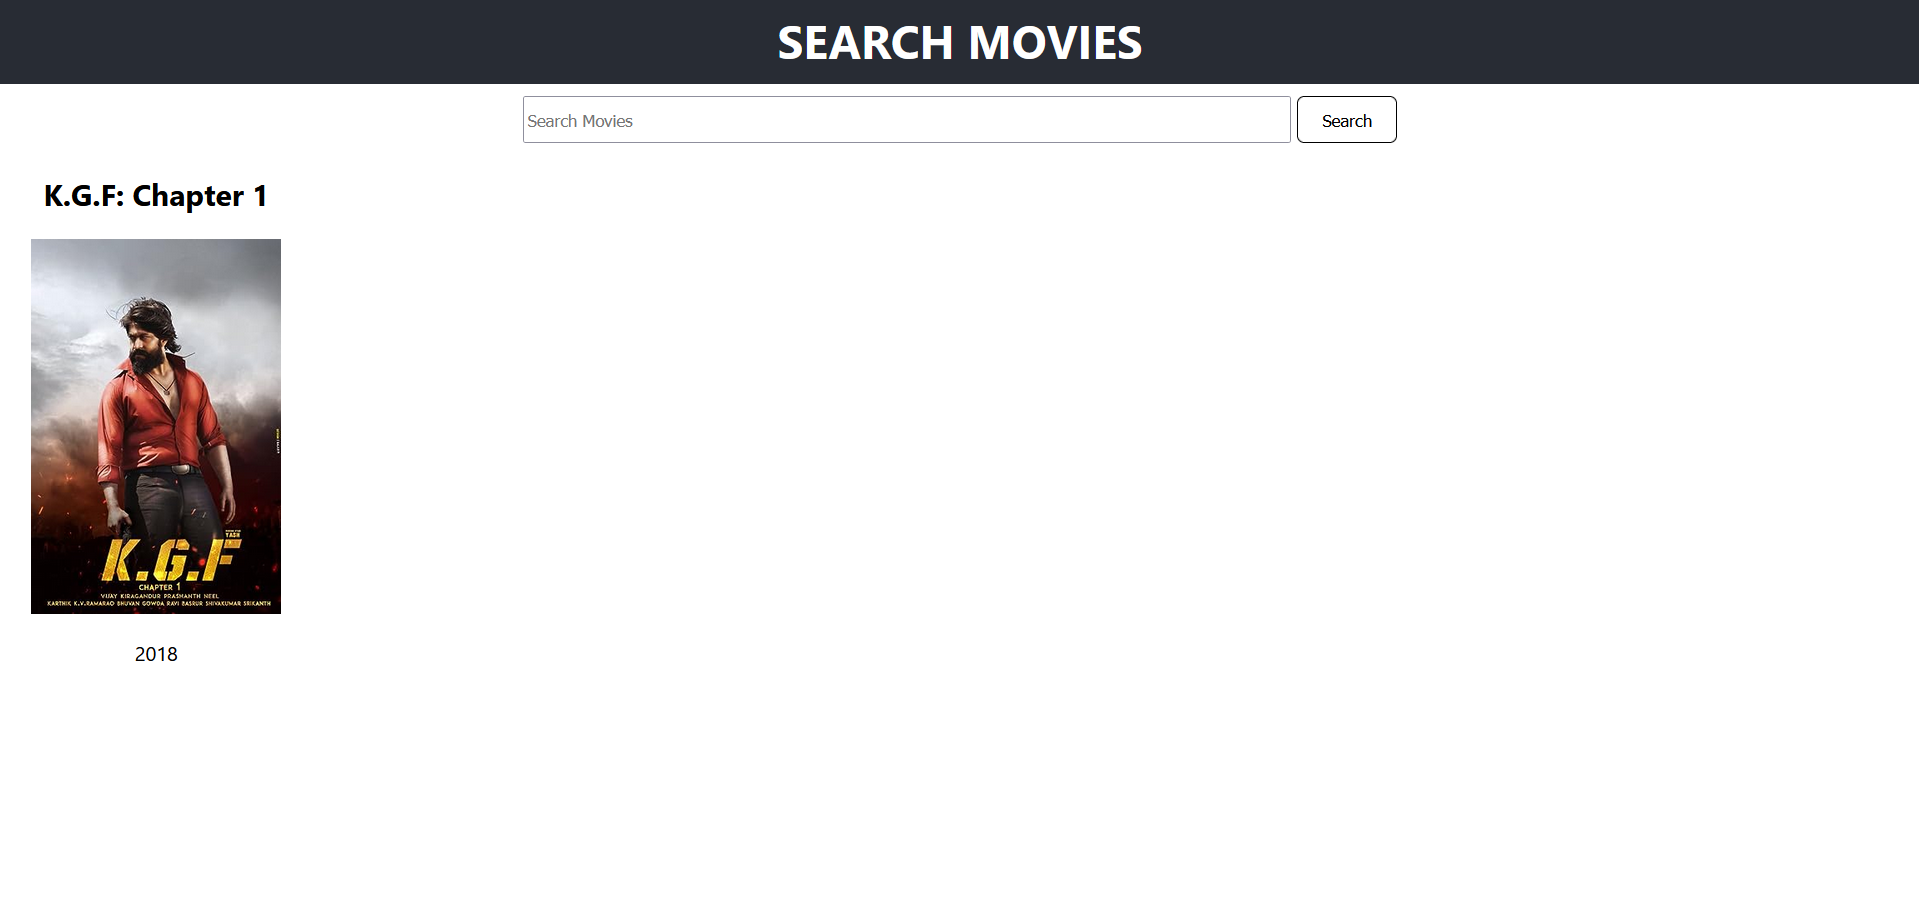 SEARCH MOVIES
Search Movies
Search
K.G.F: Chapter 1
YASH
K.G.F
CHAPTER 1
VIJAY KIRAGANDUR PRASHANTH NEEL
KARTHIK K.V.RAMARAO BHUVAN GOWDA RAVI BASRUR SHIVAKUMAR SRIKANTH
2018